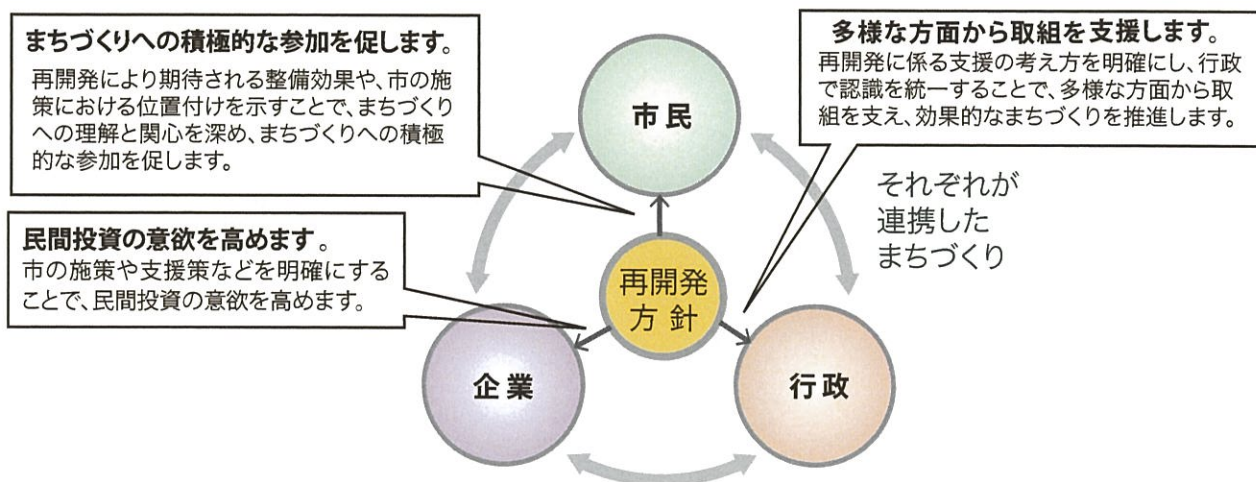 まちづくりへの積極的な参加を促します。
再開発により期待される整備効果や、市の施
策における位置付けを示すことで、まちづくり
への理解と関心を深め、まちづくりへの積極
的な参加を促します。
多様な方面から取組を支援します。
再開発に係る支援の考え方を明確にし、行政
で認識を統一することで、多様な方面から取
組を支え、効果的なまちづくりを推進します。
市民
それぞれが
連携した
まちづくり
民間投資の意欲を高めます。
市の施策や支援策などを明確にする
ことで、民間投資の意欲を高めます。
再開発
方針
企業
行政